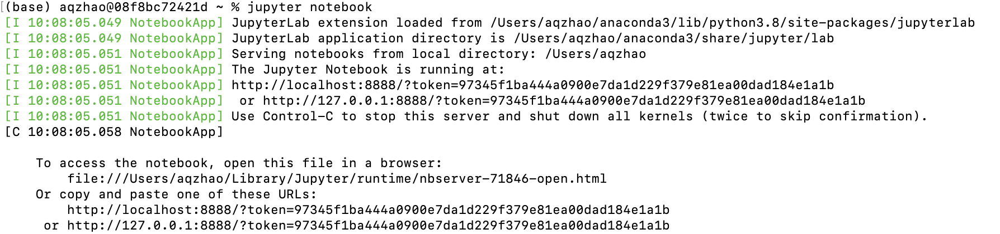 (base) aqzhao@08f8bc72421d ~ % jupyter notebook
[I 10:08:05.049 NotebookApp] JupyterLab extension loaded from /Users/aqzhao/anaconda3/lib/python3.8/site-packages/jupyterlab
[I 10:08:05.049 NotebookApp] JupyterLab application directory is /Users/aqzhao/anaconda3/share/jupyter/lab
[I 10:08:05.051 NotebookApp] Serving notebooks from local directory: /Users/aqzhao
[I 10:08:05.051 NotebookApp] The Jupyter Notebook is running at:
[I 10:08:05.051 NotebookApp] http://localhost:8888/?token=97345f1ba444a0900e7da1d229f379e81ea00dad184e1a1b
[I 10:08:05.051 NotebookApp]  or http://127.0.0.1:8888/?token=97345f1ba444a0900e7da1d229f379e81ea00dad184e1a1b
[I 10:08:05.051 NotebookApp] Use Control-C to stop this server and shut down all kernels (twice to skip confirmation).
[C 10:08:05.058 NotebookApp]
To access the notebook, open this file in a browser:
file:///Users/aqzhao/Library/Jupyter/runtime/nbserver-71846-open.html
Or copy and paste one of these URLs:
http://localhost:8888/?token=97345f1ba444a0900e7da1d229f379e81ea00dad184e1a1b
or http://127.0.0.1:8888/?token=97345f1ba444a0900e7da1d229f379e81ea00dad184e1a1b